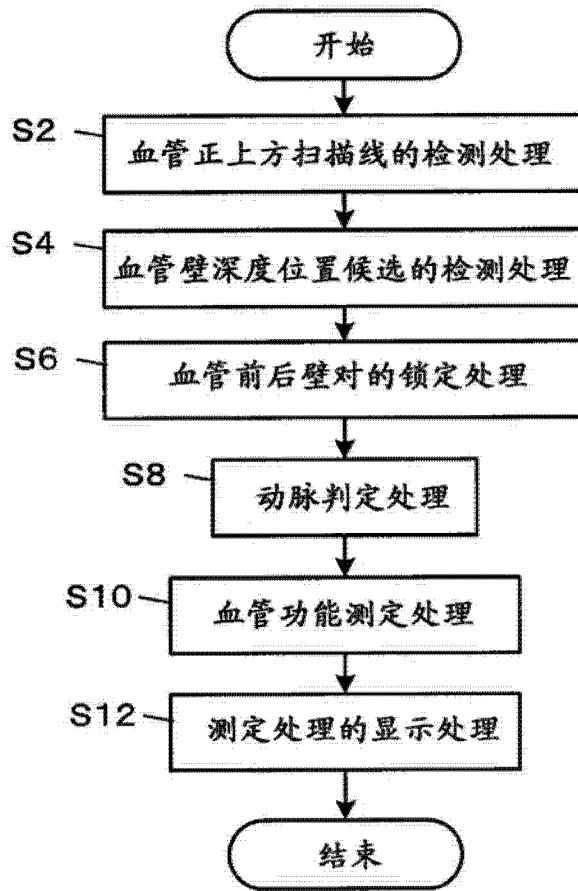 开始
S2
血管正上方扫描线的检测处理
S4
血管壁深度位置候选的检测处理
S6
血管前后壁对的锁定处理
S8
动脉判定处理
S10
血管功能测定处理
S12
测定处理的显示处理
结束